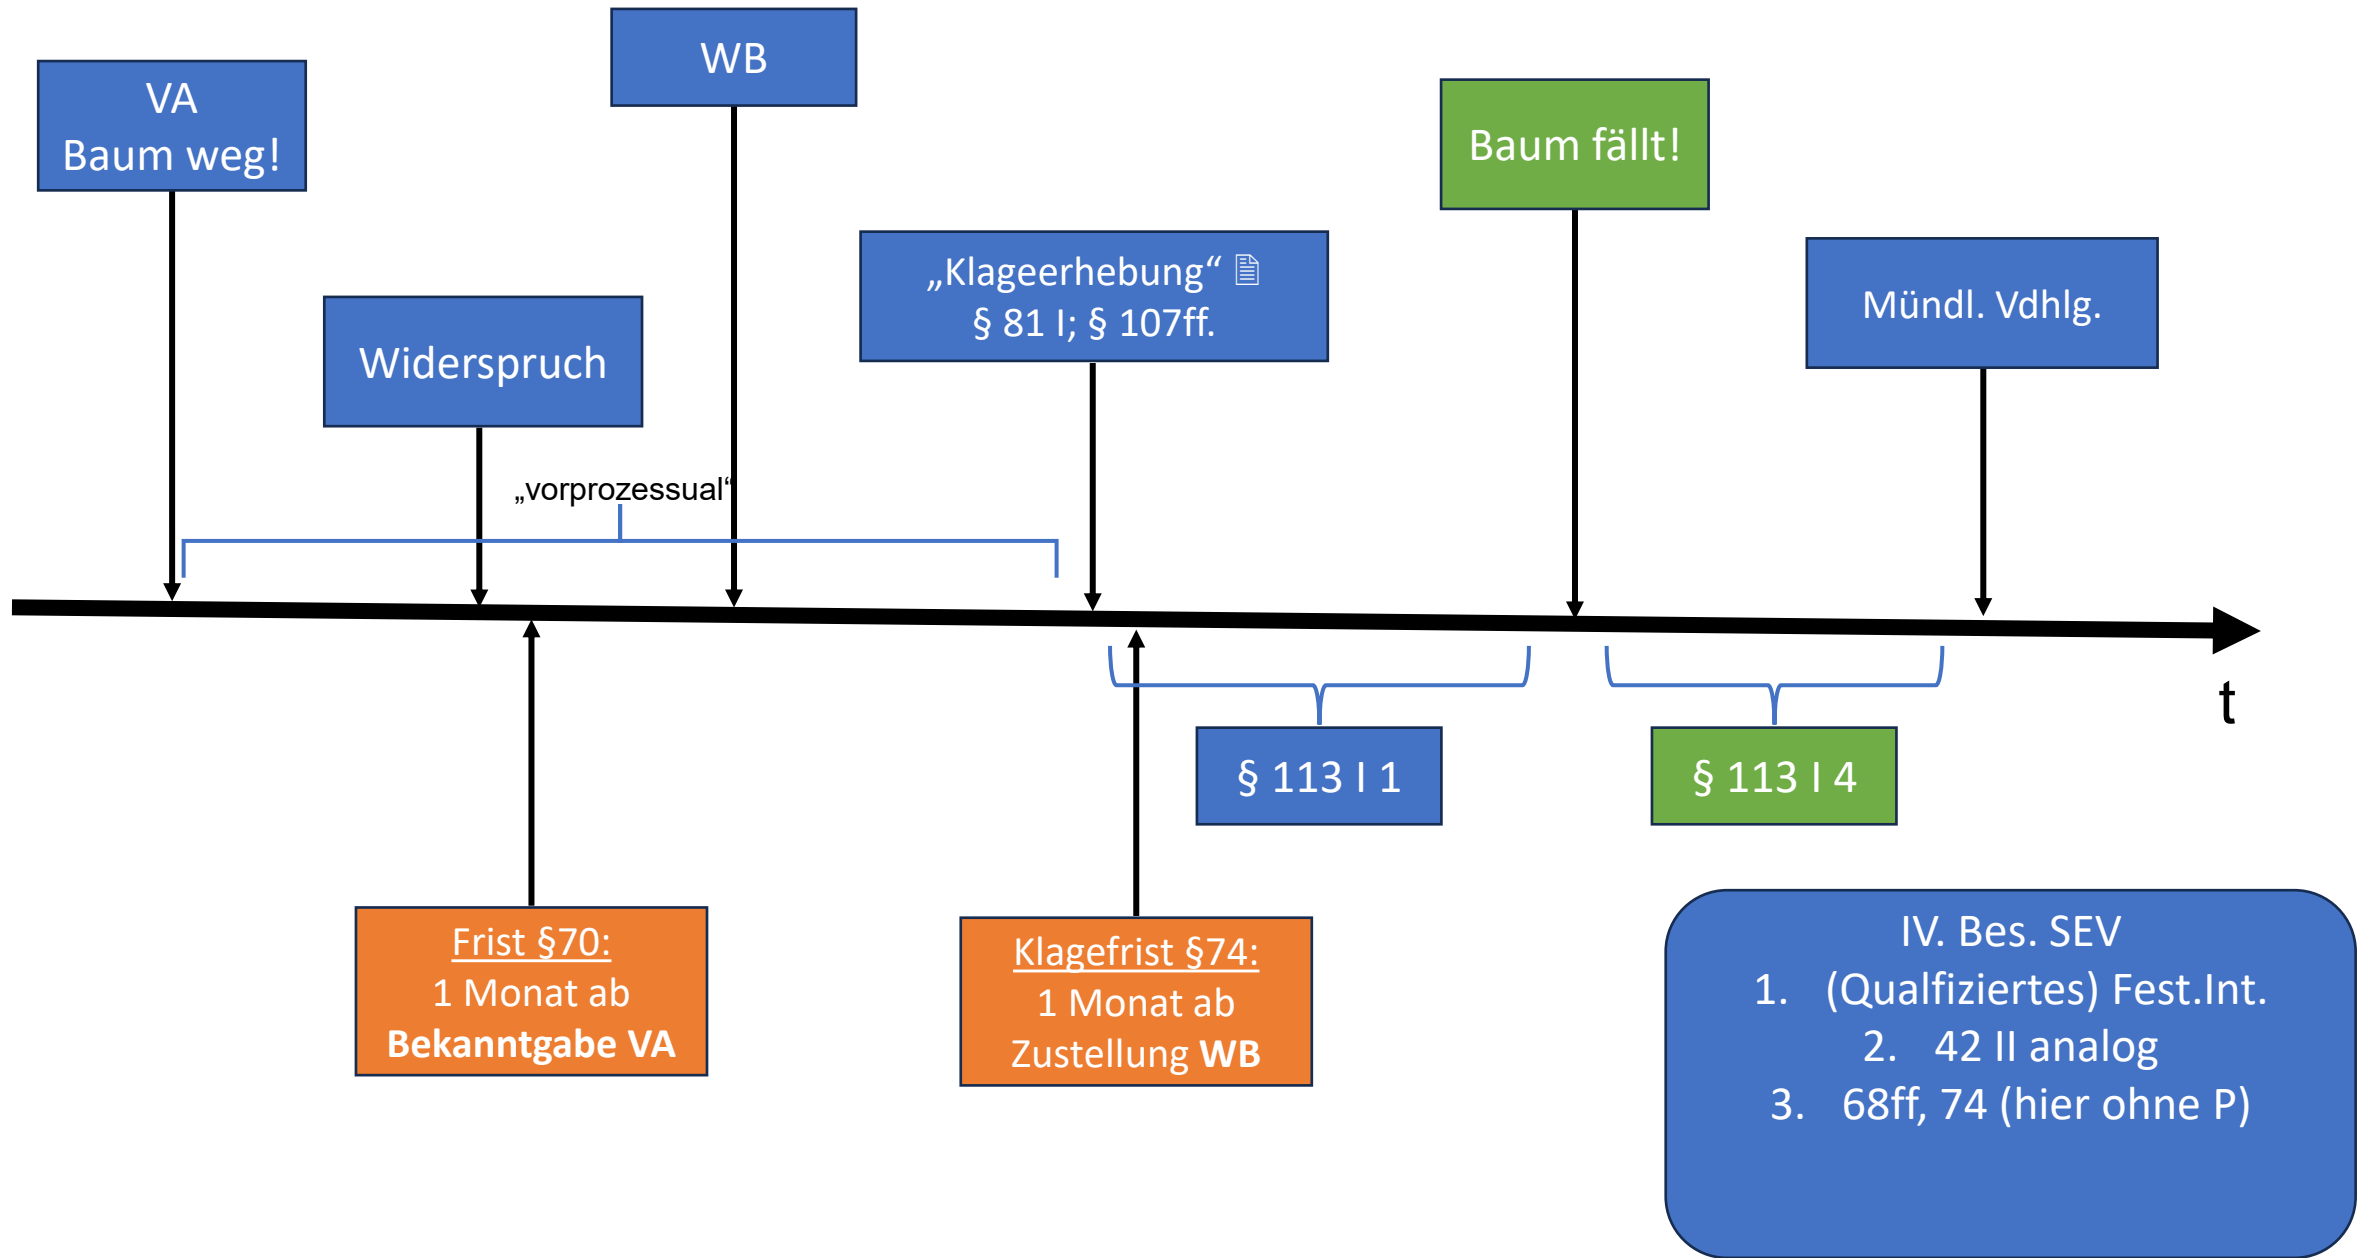 VA
Baum weg!
WB
Baum fällt!
Widerspruch
„Klageerhebung“ 🖹
§ 81 I; § 107ff.
Mündl. Vdhlg.
„vorprozessual“
t
§ 113 I 1
§ 113 I 4
Frist §70:
1 Monat ab
Bekanntgabe VA
Klagefrist §74:
1 Monat ab
Zustellung WB
IV. Bes. SEV
1. (Qualfiziertes) Fest.Int.
2. 42 II analog
3. 68ff, 74 (hier ohne P)